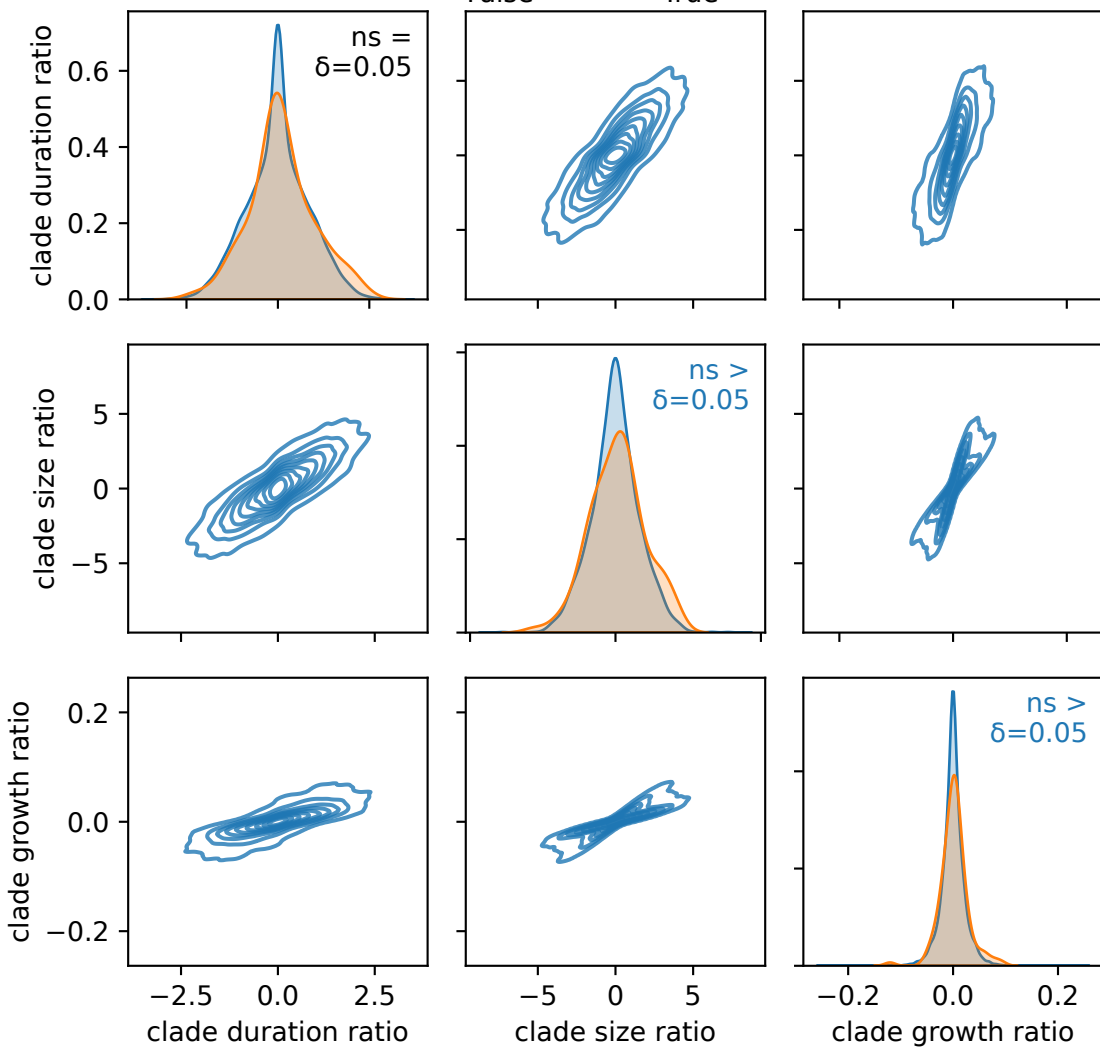 clade duration ratio
0.6
0.4
0.2
0.0
ns =
δ=0.05
clade size ratio
5
0
−5
ns >
δ=0.05
clade growth ratio
0.2
0.0
−0.2
ns >
δ=0.05
−2.5 0.0 2.5
−5 0 5
−0.2 0.0 0.2
clade duration ratio
clade size ratio
clade growth ratio